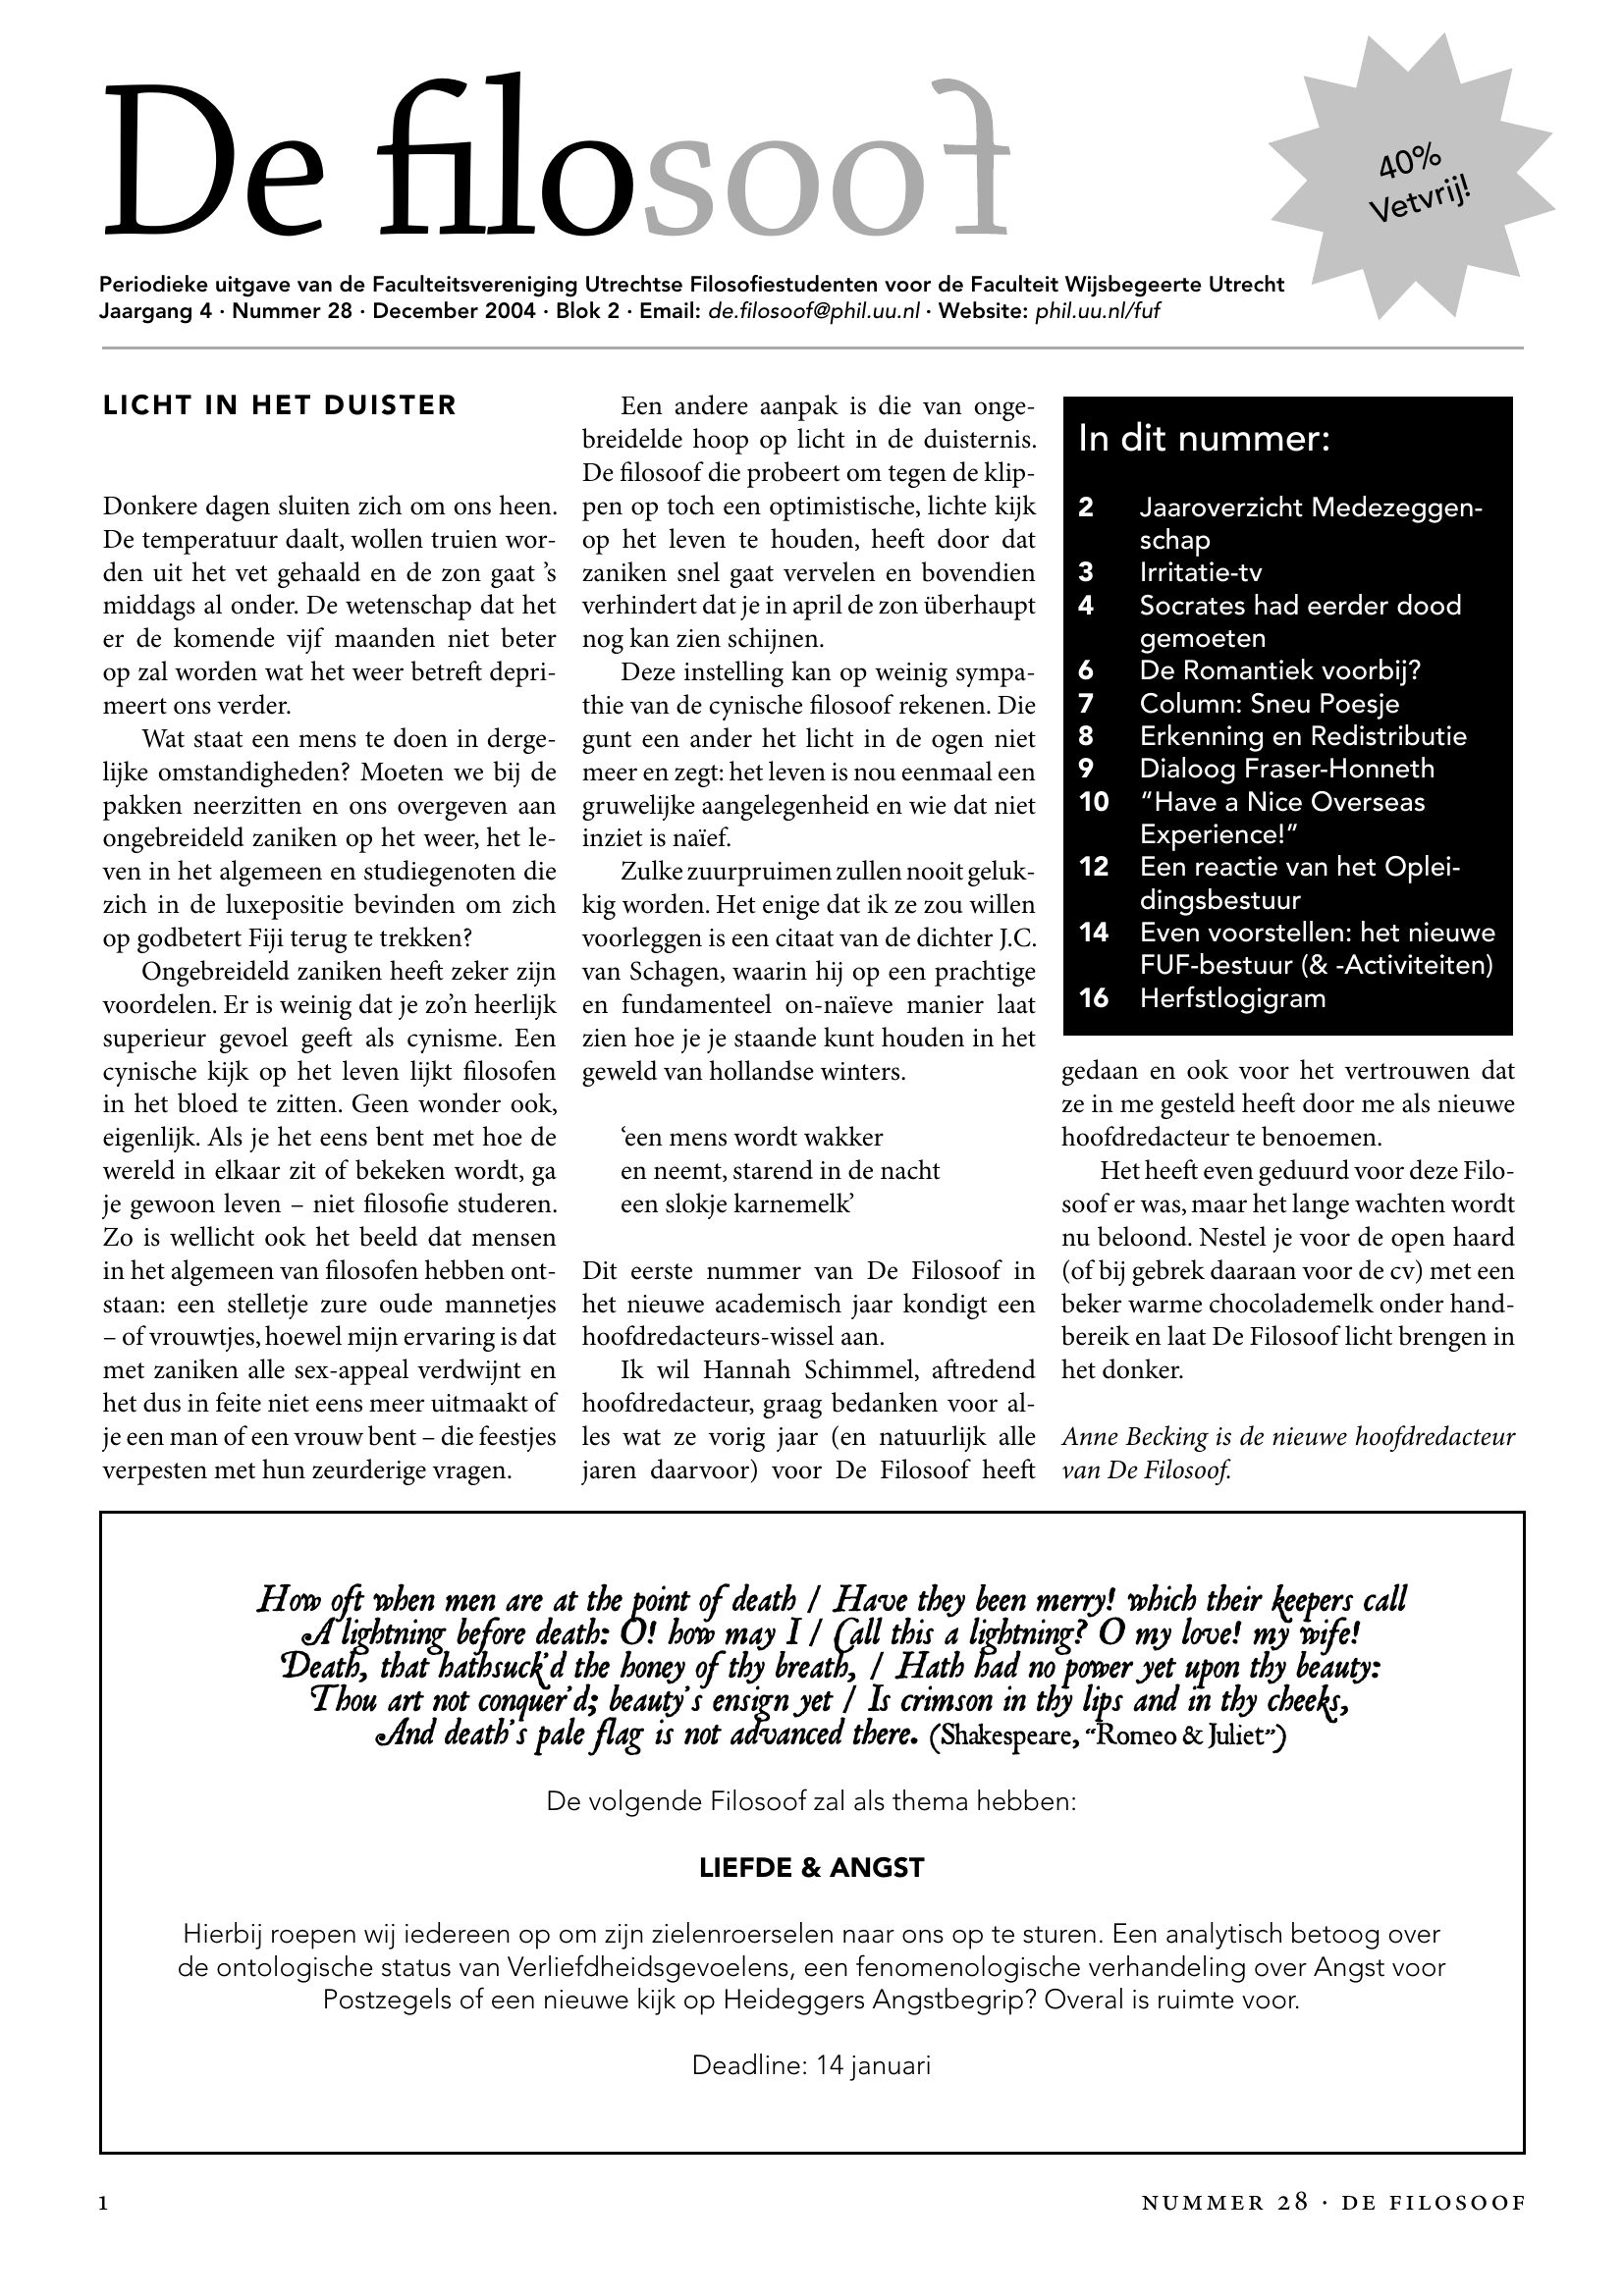 De filosoof
40%
Vetvrij!
Periodieke uitgave van de Faculteitsvereniging Utrechtse Filosofiestudenten voor de Faculteit Wijsbegeerte Utrecht
Jaargang 4 · Nummer 28 · December 2004 · Blok 2 · Email: de.filosoof@phil.uu.nl · Website: phil.uu.nl/fuf
LICHT IN HET DUISTER
Donkere dagen sluiten zich om ons heen.
De temperatuur daalt, wollen truien wor-
den uit het vet gehaald en de zon gaat ’s
middags al onder. De wetenschap dat het
er de komende vijf maanden niet beter
op zal worden wat het weer betreft depri-
meert ons verder.
Wat staat een mens te doen in derge-
lijke omstandigheden? Moeten we bij de
pakken neerzitten en ons overgeven aan
ongebreideld zaniken op het weer, het le-
ven in het algemeen en studiegenoten die
zich in de luxepositie bevinden om zich
op godbetert Fiji terug te trekken?
Ongebreideld zaniken heeft zeker zijn
voordelen. Er is weinig dat je zo’n heerlijk
superieur gevoel geeft als cynisme. Een
cynische kijk op het leven lijkt filosofen
in het bloed te zitten. Geen wonder ook,
eigenlijk. Als je het eens bent met hoe de
wereld in elkaar zit of bekeken wordt, ga
je gewoon leven – niet filosofie studeren.
Zo is wellicht ook het beeld dat mensen
in het algemeen van filosofen hebben ont-
staan: een stelletje zure oude mannetjes
– of vrouwtjes, hoewel mijn ervaring is dat
met zaniken alle sex-appeal verdwijnt en
het dus in feite niet eens meer uitmaakt of
je een man of een vrouw bent – die feestjes
verpesten met hun zeurderige vragen.
Een andere aanpak is die van onge-
breidelde hoop op licht in de duisternis.
De filosoof die probeert om tegen de klip-
pen op toch een optimistische, lichte kijk
op het leven te houden, heeft door dat
zaniken snel gaat vervelen en bovendien
verhindert dat je in april de zon überhaupt
nog kan zien schijnen.
Deze instelling kan op weinig sympa-
thie van de cynische filosoof rekenen. Die
gunt een ander het licht in de ogen niet
meer en zegt: het leven is nou eenmaal een
gruwelijke aangelegenheid en wie dat niet
inziet is naïef.
Zulke zuurpruimen zullen nooit geluk-
kig worden. Het enige dat ik ze zou willen
voorleggen is een citaat van de dichter J.C.
van Schagen, waarin hij op een prachtige
en fundamenteel on-naïeve manier laat
zien hoe je je staande kunt houden in het
geweld van hollandse winters.
‘een mens wordt wakker
en neemt, starend in de nacht
een slokje karnemelk’
Dit eerste nummer van De Filosoof in
het nieuwe academisch jaar kondigt een
hoofdredacteurs-wissel aan.
Ik wil Hannah Schimmel, aftredend
hoofdredacteur, graag bedanken voor al-
les wat ze vorig jaar (en natuurlijk alle
jaren daarvoor) voor De Filosoof heeft
In dit nummer:
2 Jaaroverzicht Medezeggen-
schap
3 Irritatie-tv
4 Socrates had eerder dood
gemoeten
6 De Romantiek voorbij?
7 Column: Sneu Poesje
8 Erkenning en Redistributie
9 Dialoog Fraser-Honneth
10 “Have a Nice Overseas
Experience!”
12 Een reactie van het Oplei-
dingsbestuur
14 Even voorstellen: het nieuwe
FUF-bestuur (& -Activiteiten)
16 Herfstlogigram
gedaan en ook voor het vertrouwen dat
ze in me gesteld heeft door me als nieuwe
hoofdredacteur te benoemen.
Het heeft even geduurd voor deze Filo-
soof er was, maar het lange wachten wordt
nu beloond. Nestel je voor de open haard
(of bij gebrek daaraan voor de cv) met een
beker warme chocolademelk onder hand-
bereik en laat De Filosoof licht brengen in
het donker.
Anne Becking is de nieuwe hoofdredacteur
van De Filosoof.
How oft when men are at the point of death / Have they been merry! which their keepers call
A lightning before death: O! how may I / Call this a lightning? O my love! my wife!
Death, that hathsuck’d the honey of thy breath, / Hath had no power yet upon thy beauty:
Thou art not conquer’d; beauty’s ensign yet / Is crimson in thy lips and in thy cheeks,
And death’s pale flag is not advanced there. (Shakespeare, “Romeo & Juliet”)
De volgende Filosoof zal als thema hebben:
LIEFDE & ANGST
Hierbij roepen wij iedereen op om zijn zielenroerselen naar ons op te sturen. Een analytisch betoog over
de ontologische status van Verliefdheidsgevoelens, een fenomenologische verhandeling over Angst voor
Postzegels of een nieuwe kijk op Heideggers Angstbegrip? Overal is ruimte voor.
Deadline: 14 januari
1
NUMMER 28 · DE FILOSOOF